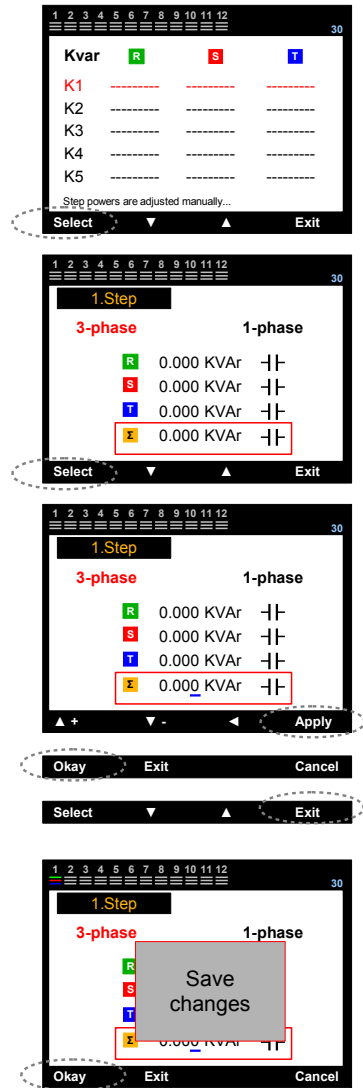 1 2 3 4 5 6 7 8 9 10 11 12
30
Kvar R S T
K1 --------- --------- ---------
K2 --------- --------- ---------
K3 --------- --------- ---------
K4 --------- --------- ---------
K5 --------- --------- ---------
Step powers are adjusted manually...
Select ▼ ▲ Exit
1 2 3 4 5 6 7 8 9 10 11 12
30
1.Step
3-phase 1-phase
R 0.000 KVAr
S 0.000 KVAr
T 0.000 KVAr
Σ 0.000 KVAr
Select ▼ ▲ Exit
1 2 3 4 5 6 7 8 9 10 11 12
30
1.Step
3-phase 1-phase
R 0.000 KVAr
S 0.000 KVAr
T 0.000 KVAr
Σ 0.000 KVAr
▲ + ▼ - ◄ Apply
Okay Exit Cancel
Select ▼ ▲ Exit
1 2 3 4 5 6 7 8 9 10 11 12
30
1.Step
3-phase 1-phase
R
S
T
Σ 0.000 KVAr
Save
changes
Okay Exit Cancel